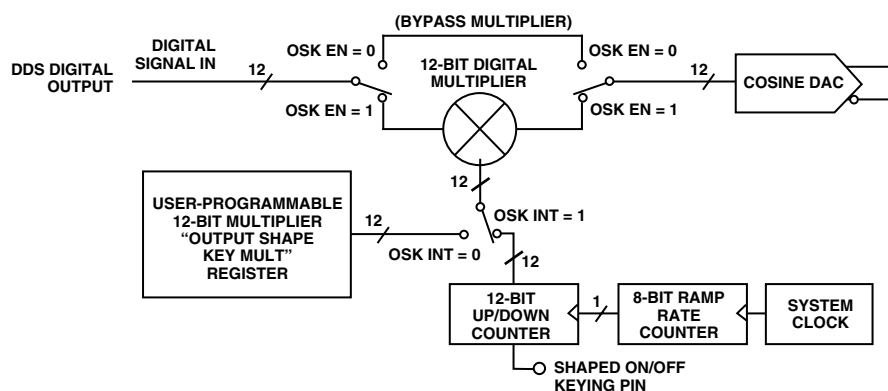 (BYPASS MULTIPLIER)
DIGITAL
SIGNAL IN
OSK EN = 0
12-BIT DIGITAL
MULTIPLIER
OSK EN = 0
DDS DIGITAL
OUTPUT
12
12
COSINE DAC
OSK EN = 1
OSK EN = 1
12
USER-PROGRAMMABLE
12-BIT MULTIPLIER
“OUTPUT SHAPE
KEY MULT”
REGISTER
12
OSK INT = 1
OSK INT = 0
12
12-BIT
UP/DOWN
COUNTER
1
8-BIT RAMP
RATE
COUNTER
SYSTEM
CLOCK
SHAPED ON/OFF
KEYING PIN